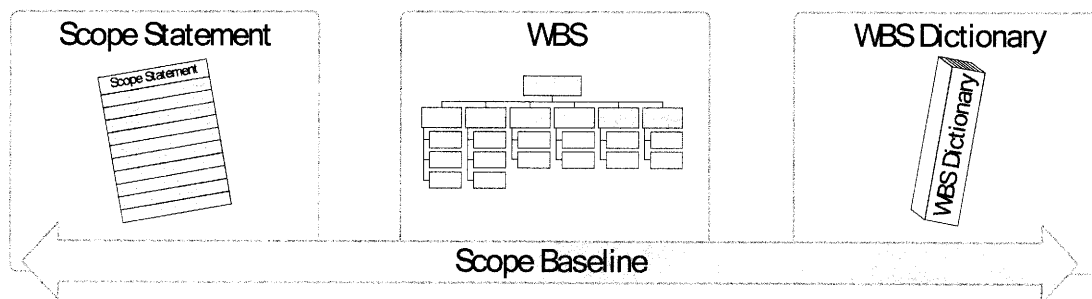 Scope Statement
WBS
WBS Dictionary
Scope Statement
WBS Dictionary
Scope Baseline